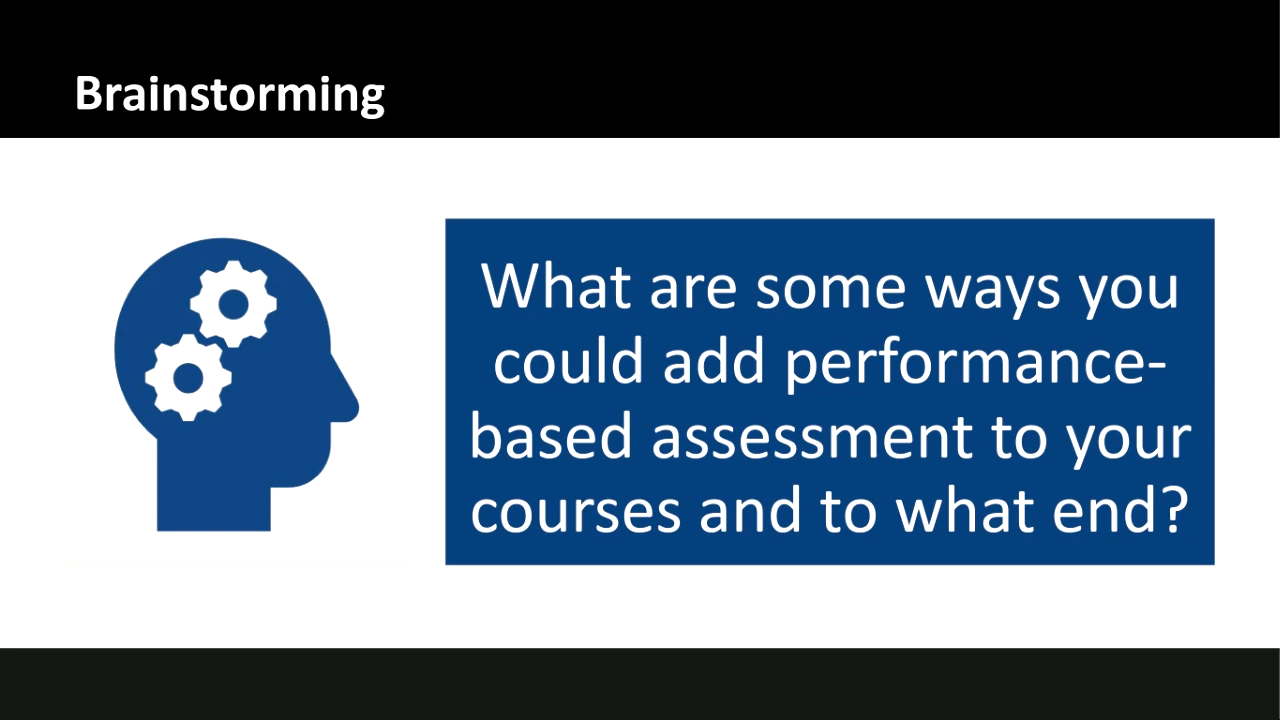 Brainstorming
What are some ways you
could add performance-
based assessment to your
courses and to what end?